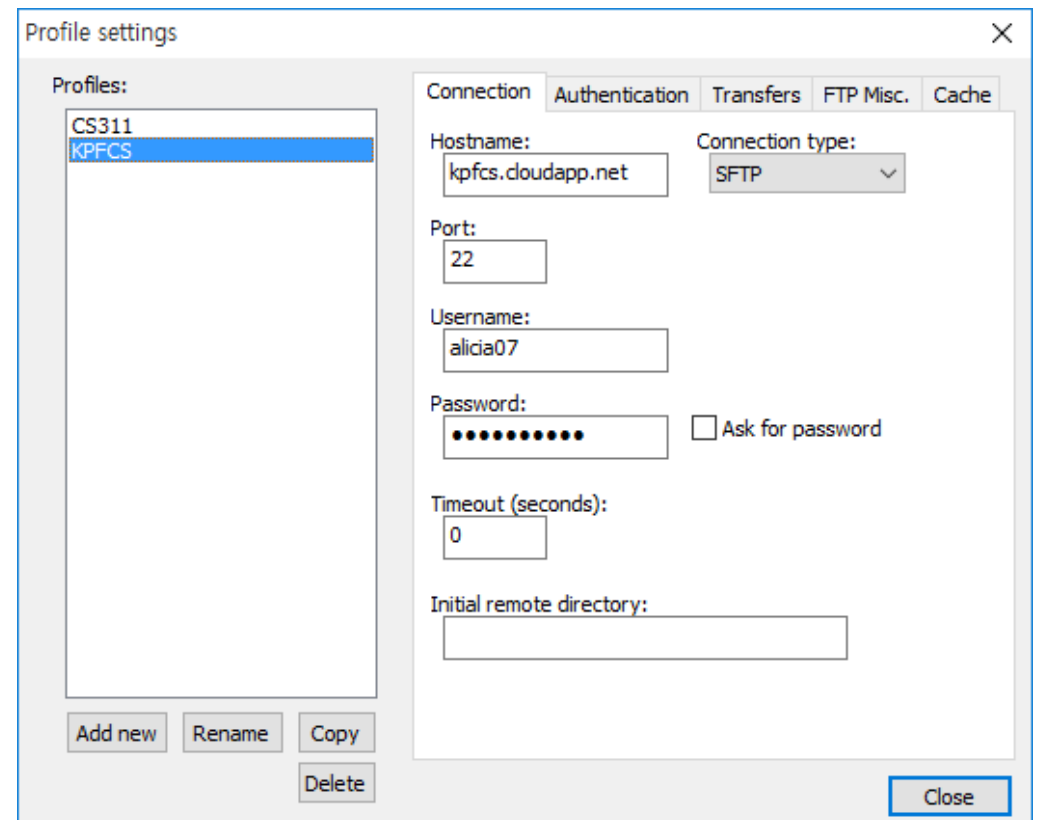 Profile settings
Profiles:
CS311
KPFCS
Add new Rename Copy
Delete
Connection Authentication Transfers FTP Misc. Cache
Hostname: Connection type:
kpfcs.cloudapp.net SFTP
Port:
22
Username:
alicia07
Password:
●●●●●●●●●● Ask for password
Timeout (seconds):
0
Initial remote directory:
Close